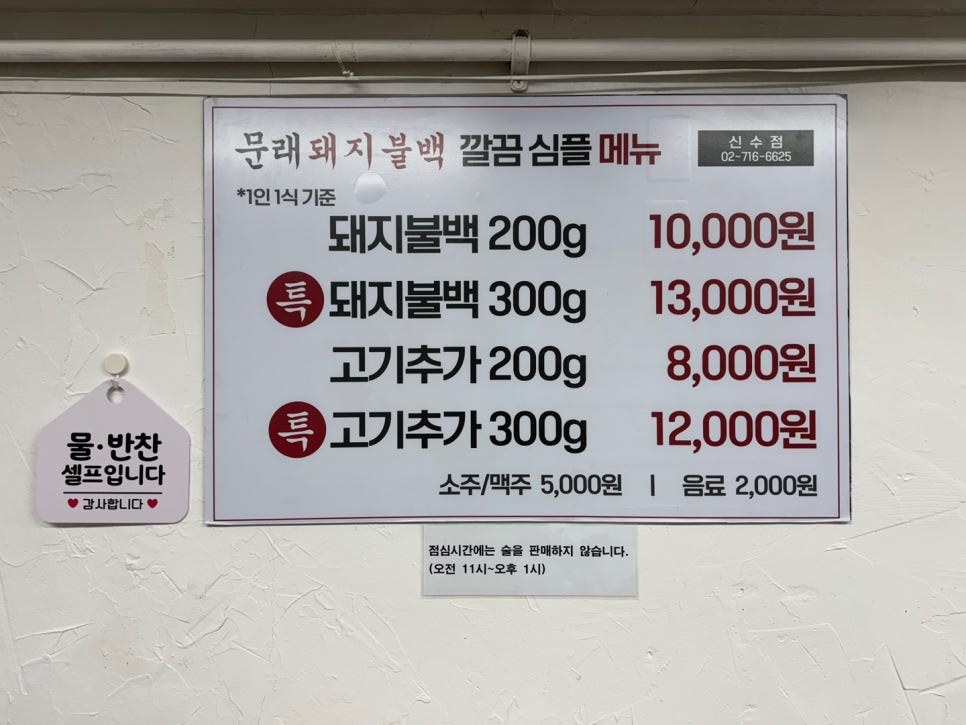 문래돼지불백 깔끔 심플 메뉴
신수점
02-716-6625
*1인 1식 기준
돼지불백 200g 10,000원
특 돼지불백 300g 13,000원
고기추가 200g 8,000원
특 고기추가 300g 12,000원
소주/맥주 5,000원 | 음료 2,000원
물·반찬
셀프입니다
♥ 감사합니다 ♥
점심시간에는 술을 판매하지 않습니다.
(오전 11시~오후 1시)